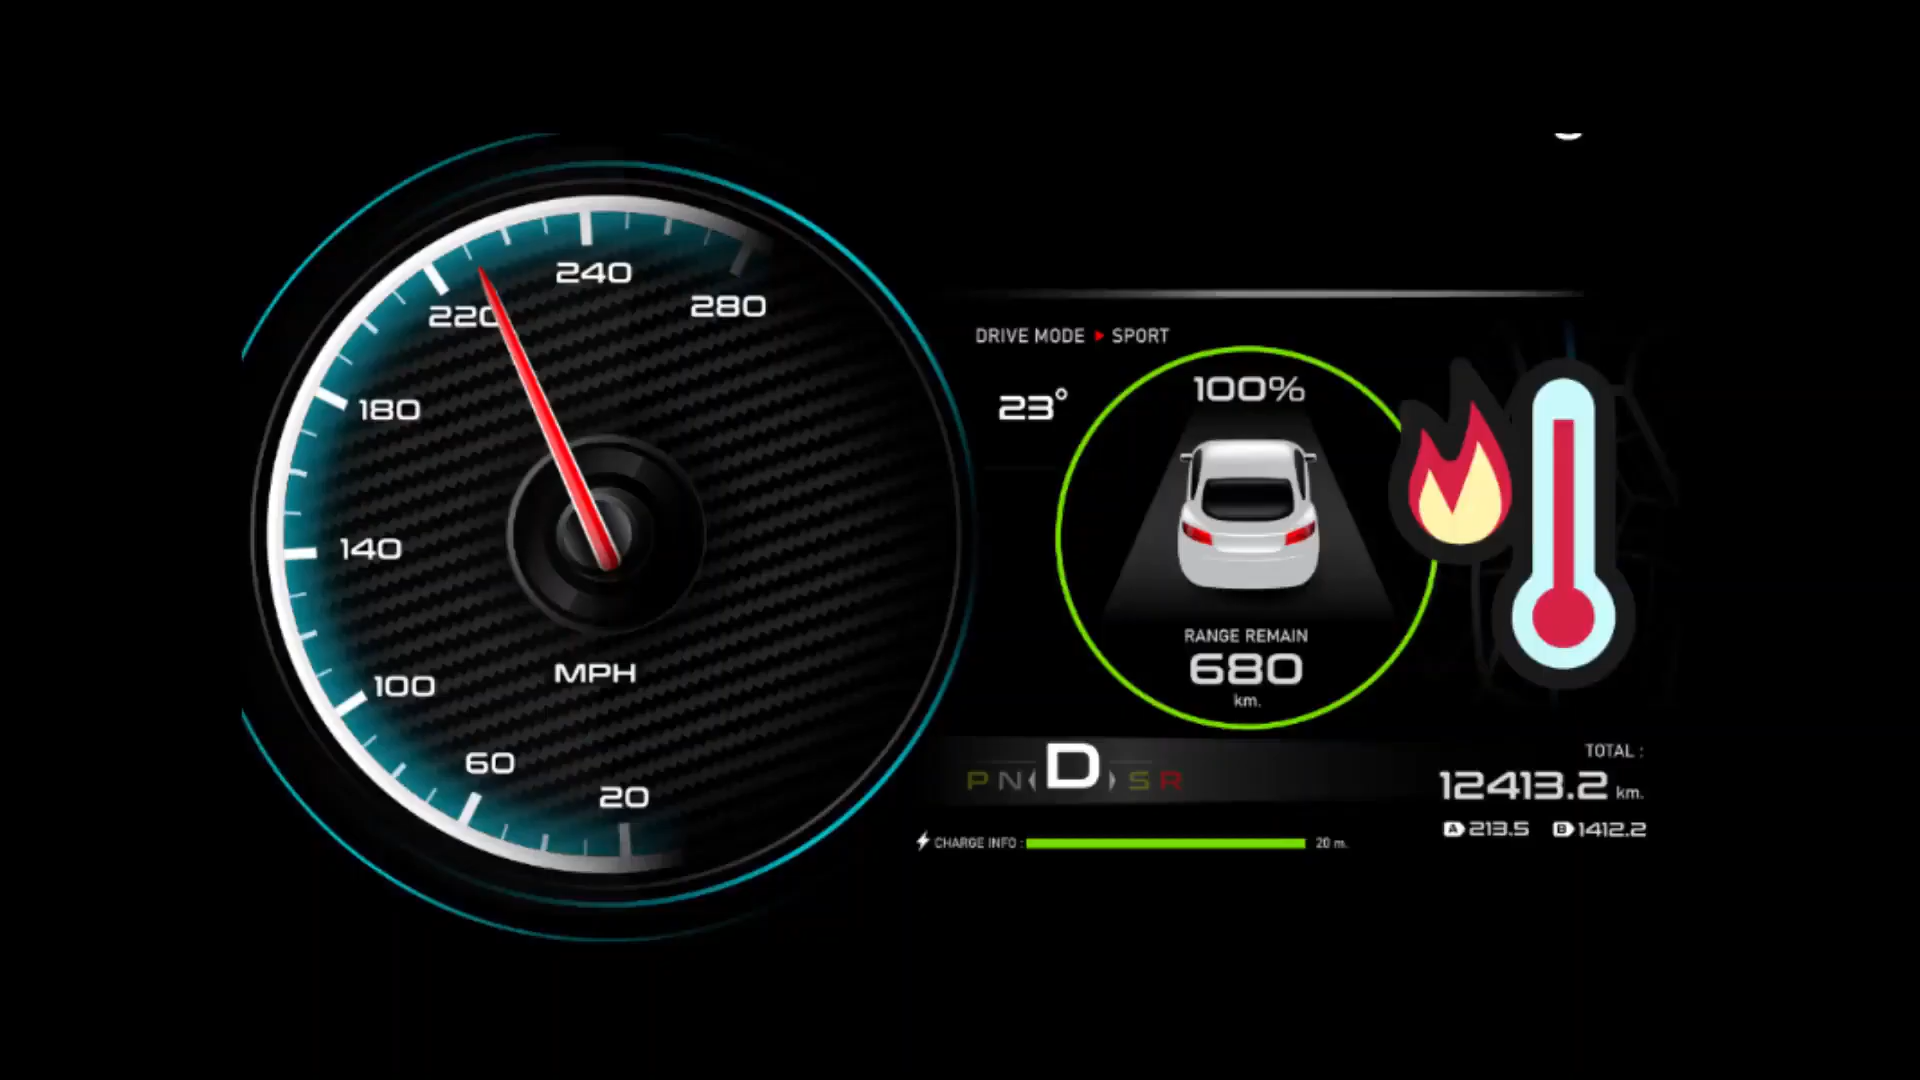 240
220
280
180
140
100
60
20
MPH
DRIVE MODE SPORT
23°
100%
RANGE REMAIN
680
km.
P N D S R
CHARGE INFO : 20 m.
TOTAL :
12413.2 km.
A 213.5 B 1412.2